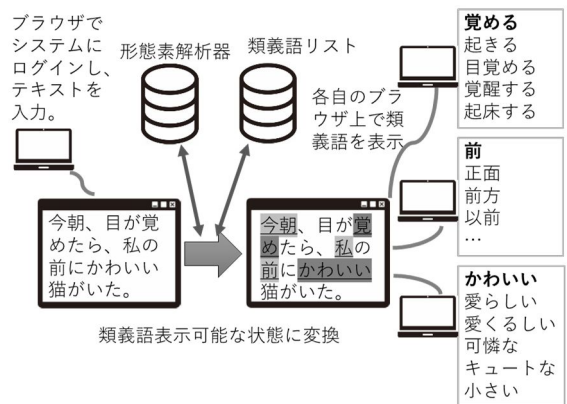 ブラウザで
システムに
ログインし、
テキストを
入力。
形態素解析器
類義語リスト
各自のブラ
ウザ上で類
義語を表示
今朝、目が覚
めたら、私の
前にかわいい
猫がいた。
今朝、目が覚
めたら、私の
前にかわいい
猫がいた。
類義語表示可能な状態に変換
覚める
起きる
目覚める
覚醒する
起床する
前
正面
前方
以前
…
かわいい
愛らしい
愛くるしい
可憐な
キュートな
小さい